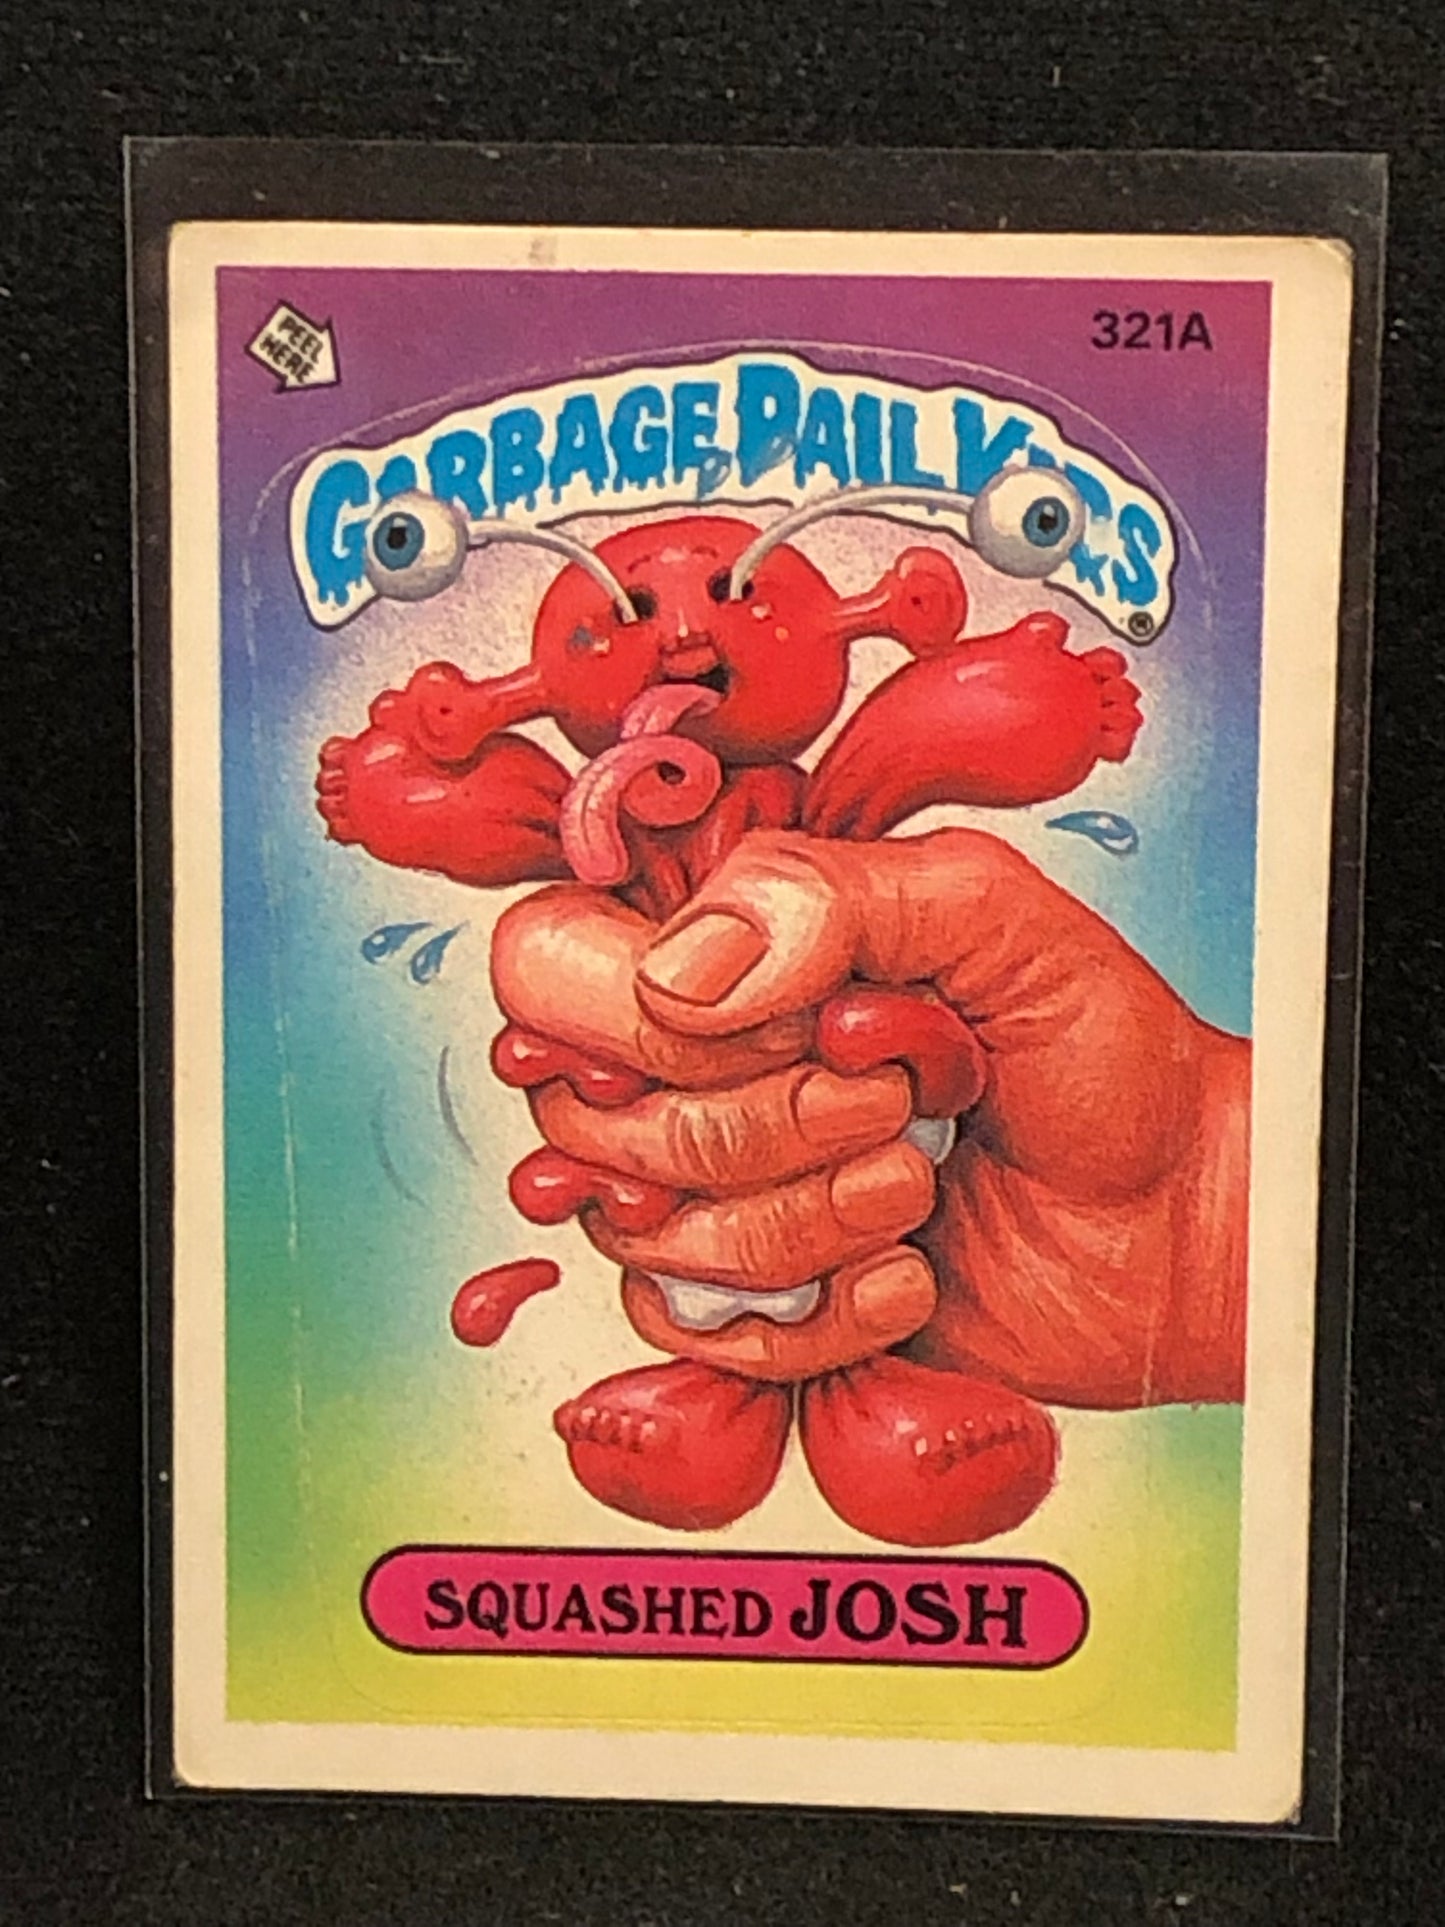 PEEL
HERE
321A
GARBAGE PAIL KIDS
®
SQUASHED JOSH